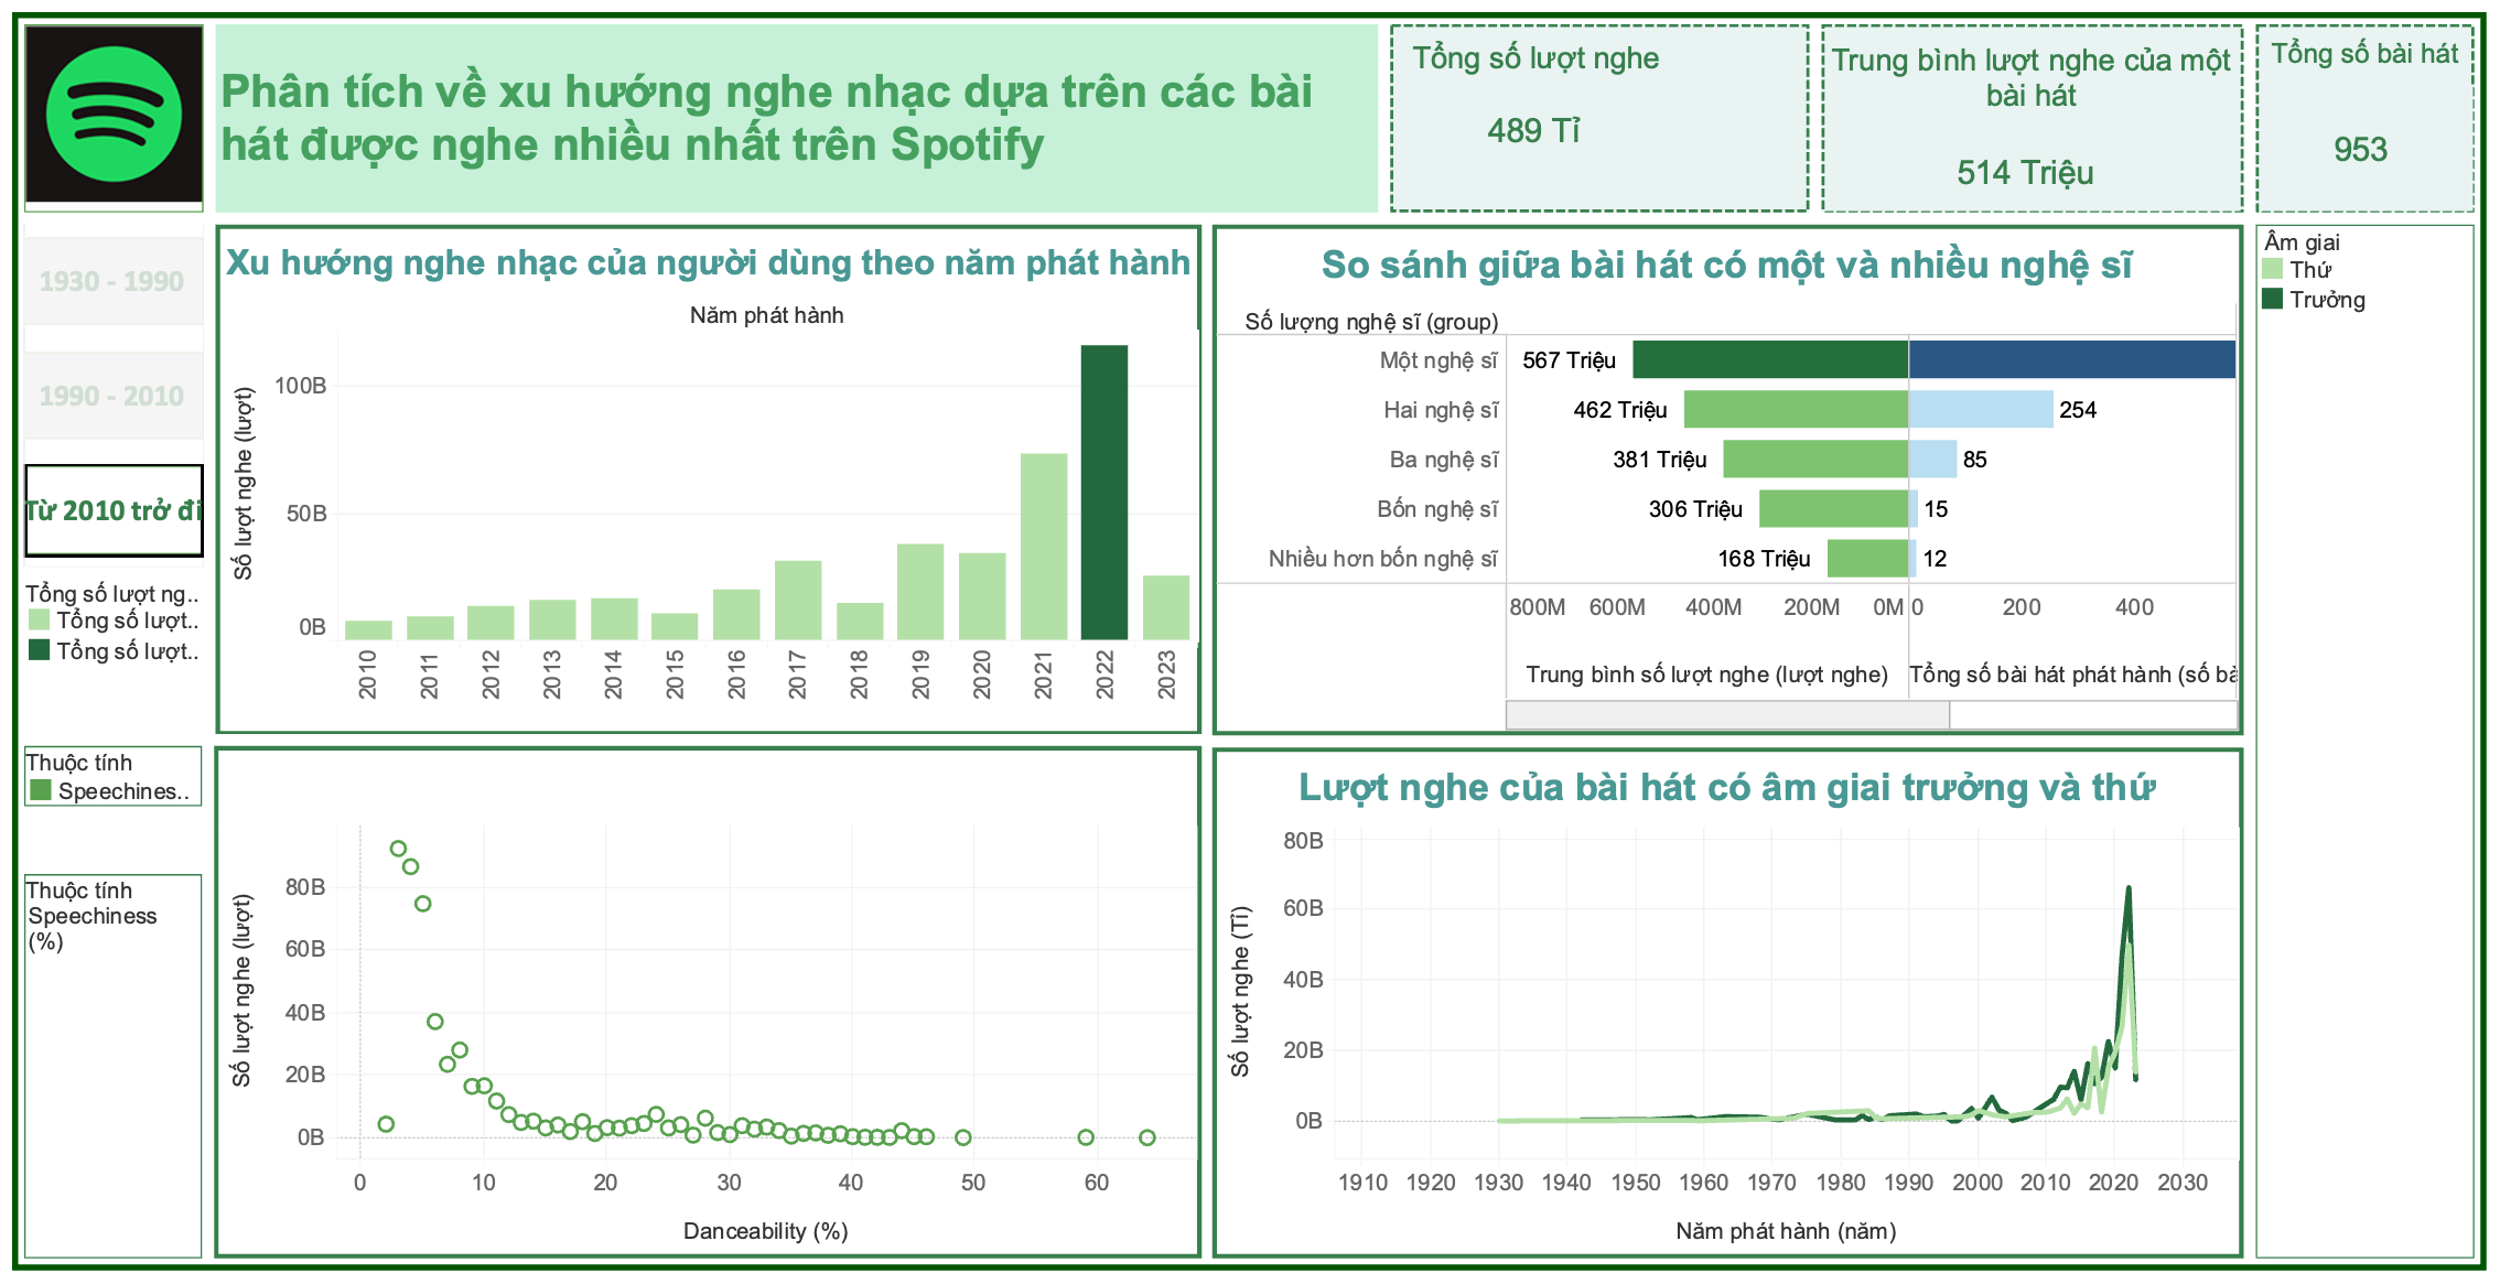 Phân tích về xu hướng nghe nhạc dựa trên các bài
hát được nghe nhiều nhất trên Spotify
Tổng số lượt nghe
489 Tỉ
Trung bình lượt nghe của một
bài hát
514 Triệu
Tổng số bài hát
953
1930 - 1990
1990 - 2010
Từ 2010 trở đi
Tổng số lượt ng..
Tổng số lượt..
Tổng số lượt..
Xu hướng nghe nhạc của người dùng theo năm phát hành
Năm phát hành
Số lượt nghe (lượt)
100B
50B
0B
2010 2011 2012 2013 2014 2015 2016 2017 2018 2019 2020 2021 2022 2023
So sánh giữa bài hát có một và nhiều nghệ sĩ
Số lượng nghệ sĩ (group)
Một nghệ sĩ 567 Triệu
Hai nghệ sĩ 462 Triệu 254
Ba nghệ sĩ 381 Triệu 85
Bốn nghệ sĩ 306 Triệu 15
Nhiều hơn bốn nghệ sĩ 168 Triệu 12
800M 600M 400M 200M 0M 0 200 400
Trung bình số lượt nghe (lượt nghe) Tổng số bài hát phát hành (số bà
Âm giai
Thứ
Trưởng
Thuộc tính
Speechines..
Thuộc tính
Speechiness
(%)
Số lượt nghe (lượt)
80B
60B
40B
20B
0B
0 10 20 30 40 50 60
Danceability (%)
Lượt nghe của bài hát có âm giai trưởng và thứ
Số lượt nghe (Tỉ)
80B
60B
40B
20B
0B
1910 1920 1930 1940 1950 1960 1970 1980 1990 2000 2010 2020 2030
Năm phát hành (năm)